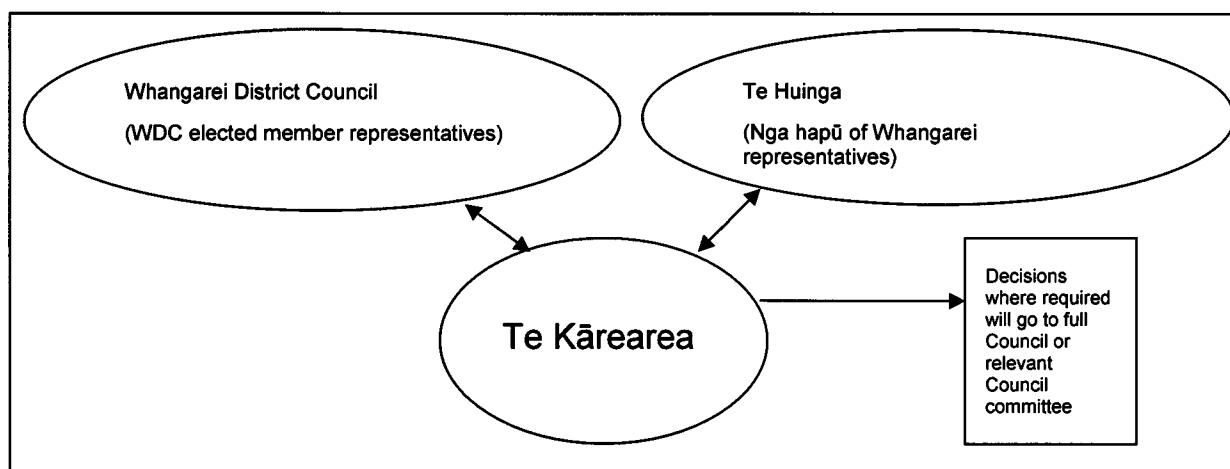 Whangarei District Council
(WDC elected member representatives)
Te Huinga
(Nga hapū of Whangarei
representatives)
Te Kārearea
Decisions
where required
will go to full
Council or
relevant
Council
committee